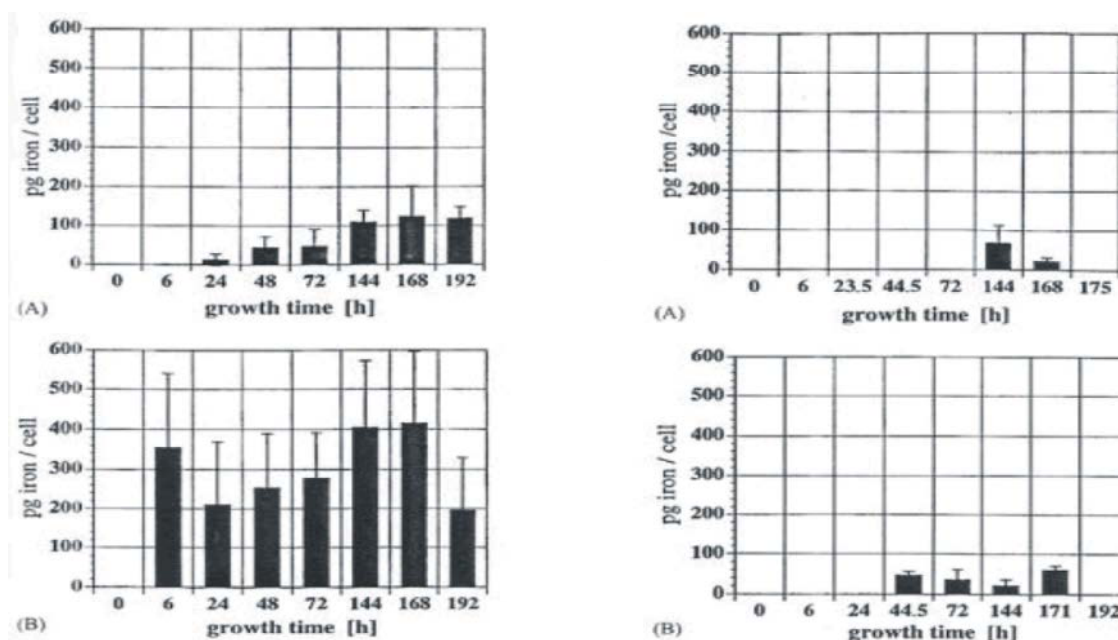 600
500
400
300
200
100
0
pg iron / cell
0 6 24 48 72 144 168 192
(A) growth time [h]
600
500
400
300
200
100
0
pg iron /cell
0 6 23.5 44.5 72 144 168 175
(A) growth time [h]
600
500
400
300
200
100
0
pg iron / cell
0 6 24 48 72 144 168 192
(B) growth time [h]
600
500
400
300
200
100
0
pg iron / cell
0 6 24 44.5 72 144 171 192
(B) growth time [h]